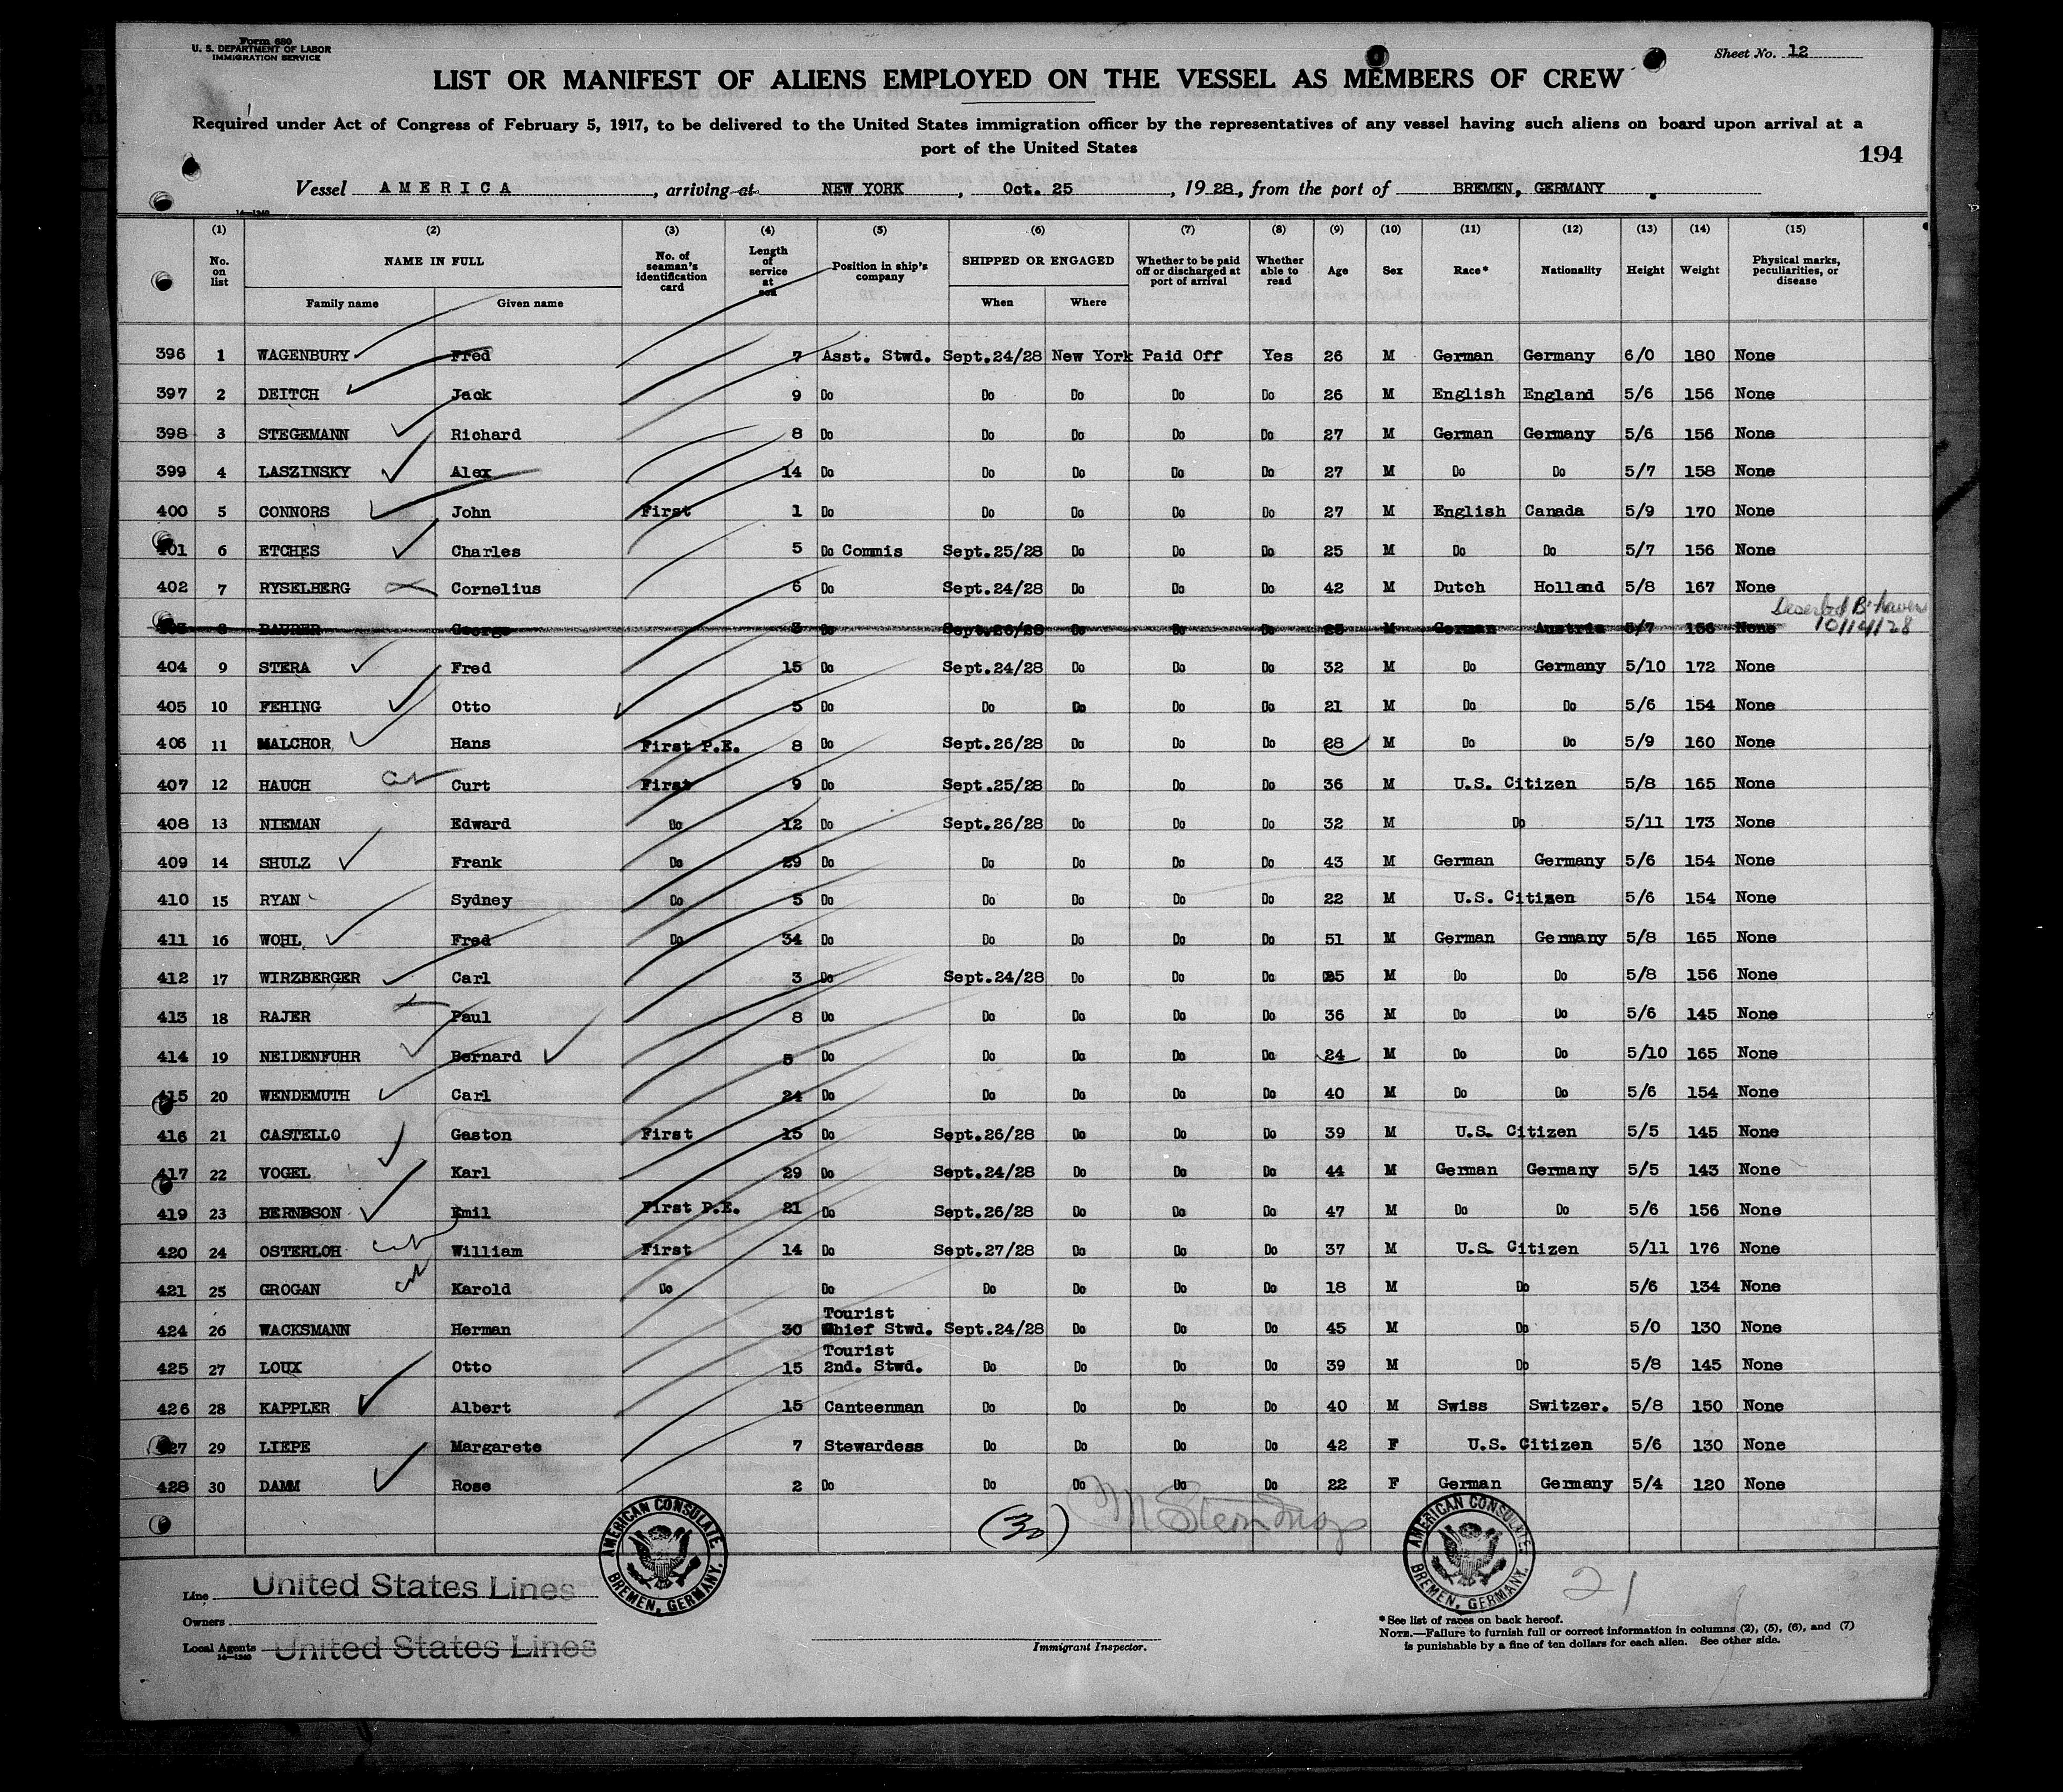 Form 680
U. S. DEPARTMENT OF LABOR
IMMIGRATION SERVICE
Sheet No. 12
LIST OR MANIFEST OF ALIENS EMPLOYED ON THE VESSEL AS MEMBERS OF CREW
Required under Act of Congress of February 5, 1917, to be delivered to the United States immigration officer by the representatives of any vessel having such aliens on board upon arrival at a
port of the United States
194
Vessel AMERICA, arriving at NEW YORK, Oct. 25, 1928, from the port of BREMEN, GERMANY
14—1240
(1) (2) (3) (4) (5) (6) (7) (8) (9) (10) (11) (12) (13) (14) (15)
No. on list NAME IN FULL No. of seaman's identification card Length of service at sea Position in ship's company SHIPPED OR ENGAGED Whether to be paid off or discharged at port of arrival Whether able to read Age Sex Race* Nationality Height Weight Physical marks, peculiarities, or disease
Family name Given name When Where
396 1 WAGENBURY Fred 7 Asst. Stwd. Sept.24/28 New York Paid Off Yes 26 M German Germany 6/0 180 None
397 2 DEITCH Jack 9 Do Do Do Do Do 26 M English England 5/6 156 None
398 3 STEGEMANN Richard 8 Do Do Do Do Do 27 M German Germany 5/6 156 None
399 4 LASZINSKY Alex 14 Do Do Do Do Do 27 M Do Do 5/7 158 None
400 5 CONNORS John First 1 Do Do Do Do Do 27 M English Canada 5/9 170 None
401 6 ETCHES Charles 5 Do Commis Sept.25/28 Do Do Do 25 M Do Do 5/7 156 None
402 7 RYSELBERG Cornelius 6 Do Sept.24/28 Do Do Do 42 M Dutch Holland 5/8 167 None
403 8 BAURER George 3 Do Sept.26/28 Do Do Do 25 M German Austria 5/7 156 None Deserted B'haven 10/14/28
404 9 STERA Fred 15 Do Sept.24/28 Do Do Do 32 M Do Germany 5/10 172 None
405 10 FEHING Otto 5 Do Do Do Do Do 21 M Do Do 5/6 154 None
406 11 MALCHOR Hans First P.E. 8 Do Sept.26/28 Do Do Do 28 M Do Do 5/9 160 None
407 12 HAUCH Curt First 9 Do Sept.25/28 Do Do Do 36 M U.S. Citizen 5/8 165 None
408 13 NIEMAN Edward Do 12 Do Sept.26/28 Do Do Do 32 M Do 5/11 173 None
409 14 SHULZ Frank Do 29 Do Do Do Do Do 43 M German Germany 5/6 154 None
410 15 RYAN Sydney Do 5 Do Do Do Do Do 22 M U.S. Citizen 5/6 154 None
411 16 WOHL Fred Do 34 Do Do Do Do Do 51 M German Germany 5/8 165 None
412 17 WIRZBERGER Carl 3 Do Sept.24/28 Do Do Do 25 M Do Do 5/8 156 None
413 18 RAJER Paul 8 Do Do Do Do Do 36 M Do Do 5/6 145 None
414 19 NEIDENFUHR Bernard 5 Do Do Do Do Do 24 M Do Do 5/10 165 None
415 20 WENDEMUTH Carl 24 Do Do Do Do Do 40 M Do Do 5/6 154 None
416 21 CASTELLO Gaston First 15 Do Sept.26/28 Do Do Do 39 M U.S. Citizen 5/5 145 None
417 22 VOGEL Karl 29 Do Sept.24/28 Do Do Do 44 M German Germany 5/5 143 None
419 23 BERNDSON Emil First P.E. 21 Do Sept.26/28 Do Do Do 47 M Do Do 5/6 156 None
420 24 OSTERLOH William First 14 Do Sept.27/28 Do Do Do 37 M U.S. Citizen 5/11 176 None
421 25 GROGAN Karold Do Do Do Do Do Do 18 M Do 5/6 134 None
424 26 WACKSMANN Herman 30 Tourist Chief Stwd. Sept.24/28 Do Do Do 45 M Do 5/0 130 None
425 27 LOUX Otto 15 Tourist 2nd. Stwd. Do Do Do Do 39 M Do 5/8 145 None
426 28 KAPPLER Albert 15 Canteenman Do Do Do Do 40 M Swiss Switzer. 5/8 150 None
427 29 LIEPE Margarete 7 Stewardess Do Do Do Do 42 F U.S. Citizen 5/6 130 None
428 30 DAMM Rose 2 Do Do Do Do Do 22 F German Germany 5/4 120 None
(30)
AMERICAN CONSULATE, BREMEN, GERMANY.
AMERICAN CONSULATE, BREMEN, GERMANY.
21
Line United States Lines
Owners
Local Agents United States Lines
14—1240
Immigrant Inspector.
*See list of races on back hereof.
NOTE.—Failure to furnish full or correct information in columns (2), (5), (6), and (7)
is punishable by a fine of ten dollars for each alien. See other side.